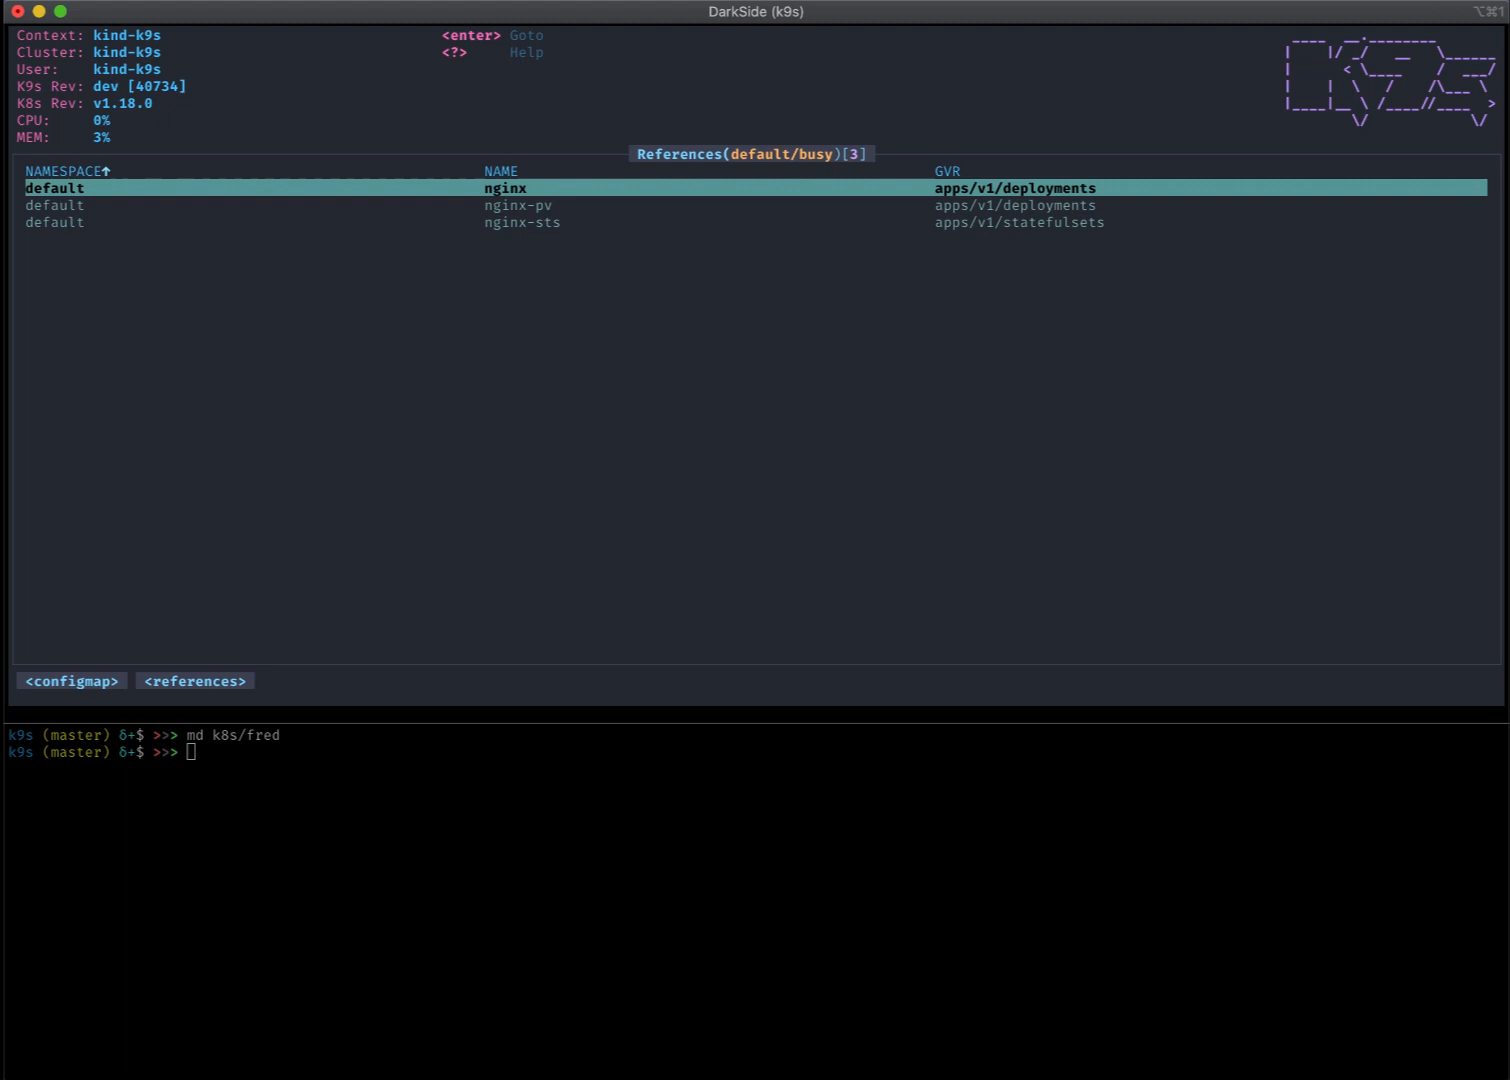 DarkSide (k9s)
⌥⌘1
Context: kind-k9s
<enter> Goto
Cluster: kind-k9s
<?> Help
User: kind-k9s
K9s Rev: dev [40734]
K8s Rev: v1.18.0
CPU: 0%
MEM: 3%
References(default/busy)[3]
NAMESPACE↑ NAME GVR
default nginx apps/v1/deployments
default nginx-pv apps/v1/deployments
default nginx-sts apps/v1/statefulsets
<configmap> <references>
k9s (master) δ+$ >>> md k8s/fred
k9s (master) δ+$ >>>